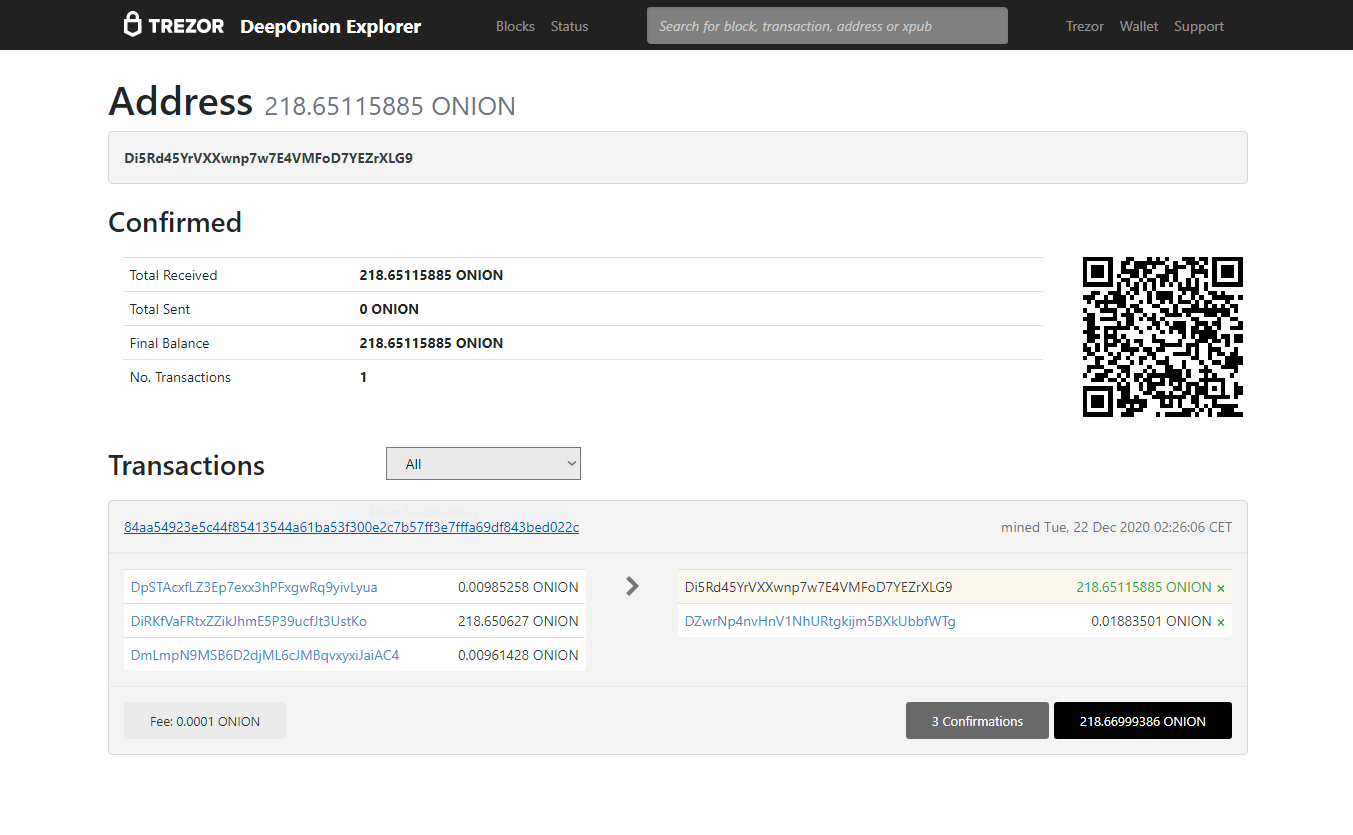 TREZOR DeepOnion Explorer Blocks Status Search for block, transaction, address or xpub Trezor Wallet Support
Address 218.65115885 ONION
Di5Rd45YrVXXwnp7w7E4VMFoD7YEZrXLG9
Confirmed
Total Received 218.65115885 ONION
Total Sent 0 ONION
Final Balance 218.65115885 ONION
No. Transactions 1
Transactions All
84aa54923e5c44f85413544a61ba53f300e2c7b57ff3e7fffa69df843bed022c mined Tue, 22 Dec 2020 02:26:06 CET
DpSTAcxfLZ3Ep7exx3hPFxgwRq9yivLyua 0.00985258 ONION Di5Rd45YrVXXwnp7w7E4VMFoD7YEZrXLG9 218.65115885 ONION ×
DiRKfVaFRtxZZikJhmE5P39ucfJt3UstKo 218.650627 ONION DZwrNp4nvHnV1NhURtgkijm5BXkUbbfWTg 0.01883501 ONION ×
DmLmpN9MSB6D2djML6cJMBqvxyxiJaiAC4 0.00961428 ONION
Fee: 0.0001 ONION 3 Confirmations 218.66999386 ONION